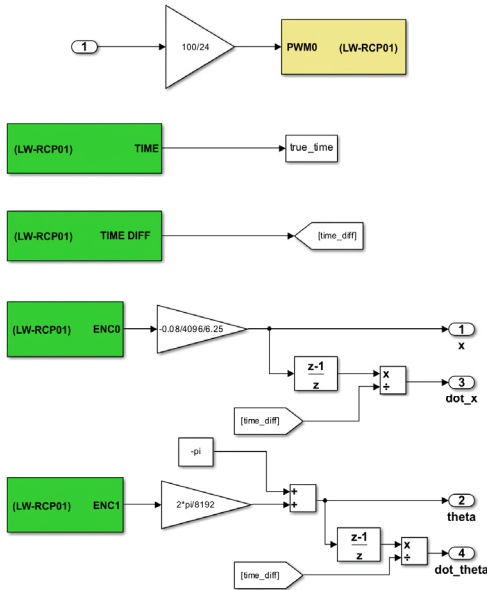 1
100/24
PWM0 (LW-RCP01)
(LW-RCP01) TIME
true_time
(LW-RCP01) TIME DIFF
[time_diff]
(LW-RCP01) ENC0
-0.08/4096/6.25
1
x
z-1
z
x
÷
3
dot_x
[time_diff]
-pi
(LW-RCP01) ENC1
2*pi/8192
+
+
2
theta
z-1
z
x
÷
4
dot_theta
[time_diff]